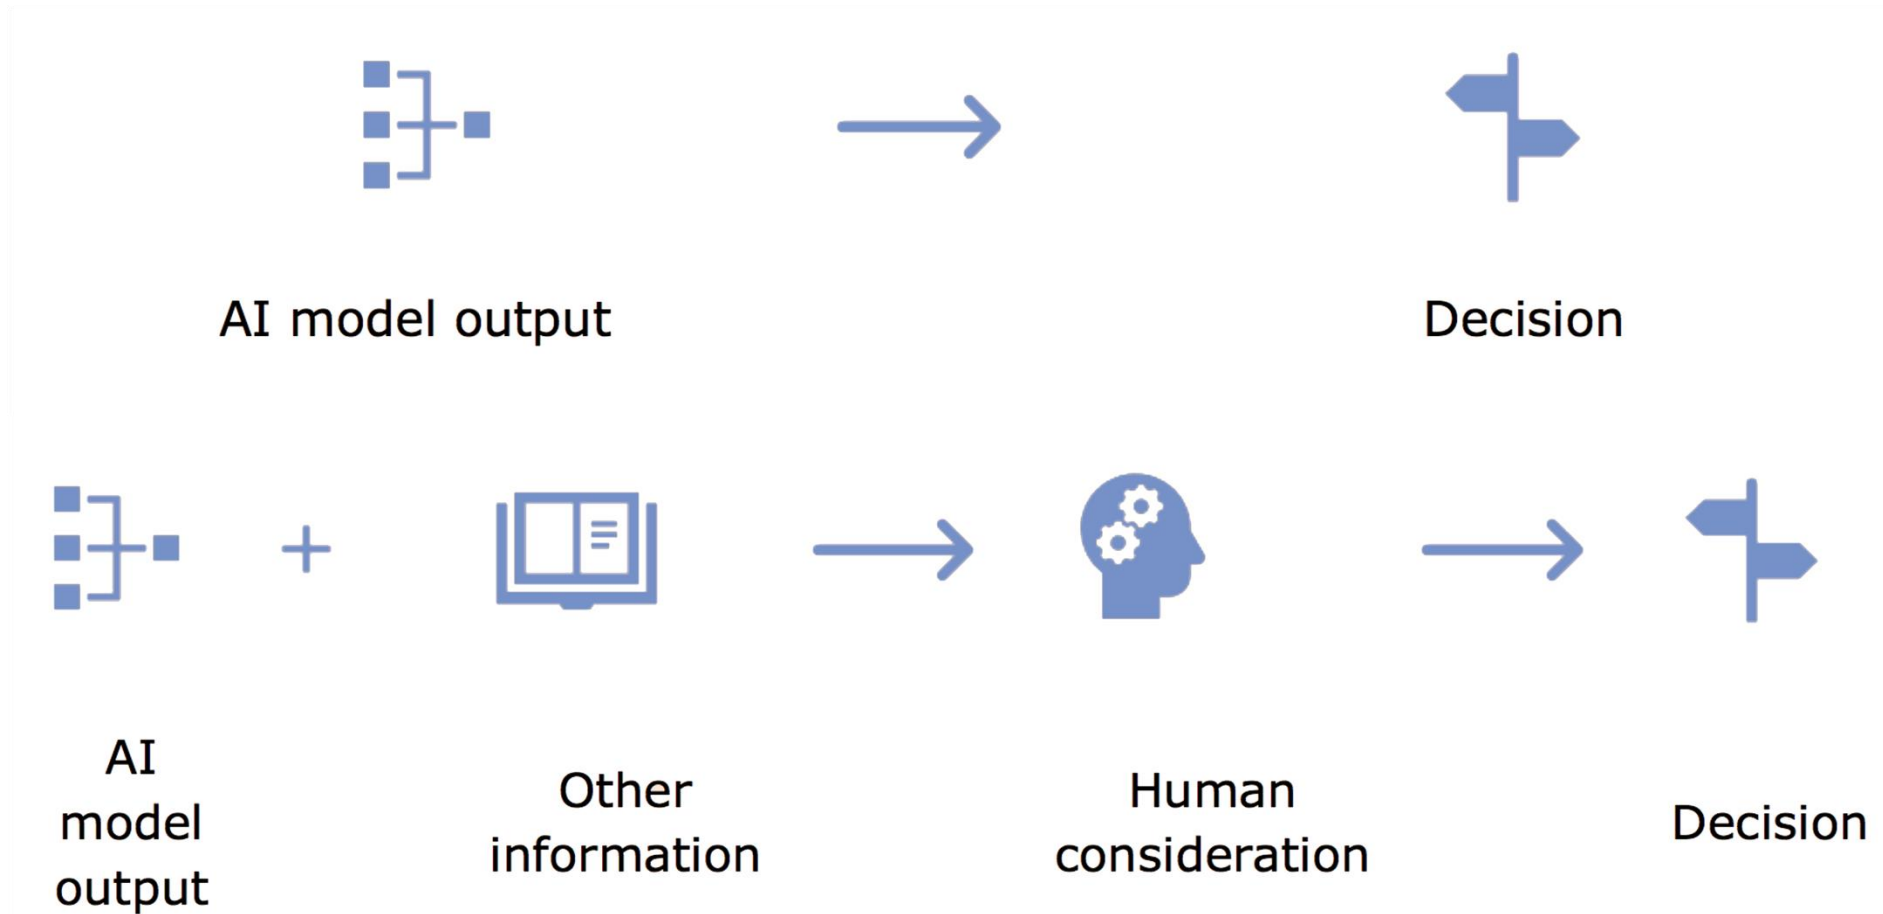 AI model output
Decision
AI
model
output
Other
information
Human
consideration
Decision